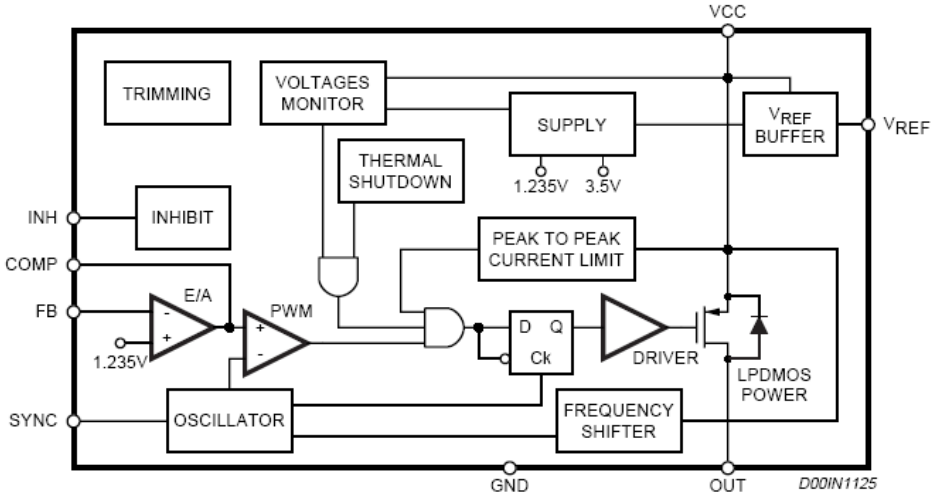 VCC
TRIMMING
VOLTAGES
MONITOR
SUPPLY
VREF
BUFFER
VREF
THERMAL
SHUTDOWN
1.235V 3.5V
INH
INHIBIT
COMP
PEAK TO PEAK
CURRENT LIMIT
E/A
PWM
FB
-
+
+
-
D Q
Ck
1.235V
DRIVER
LPDMOS
POWER
SYNC
OSCILLATOR
FREQUENCY
SHIFTER
GND
OUT
D00IN1125